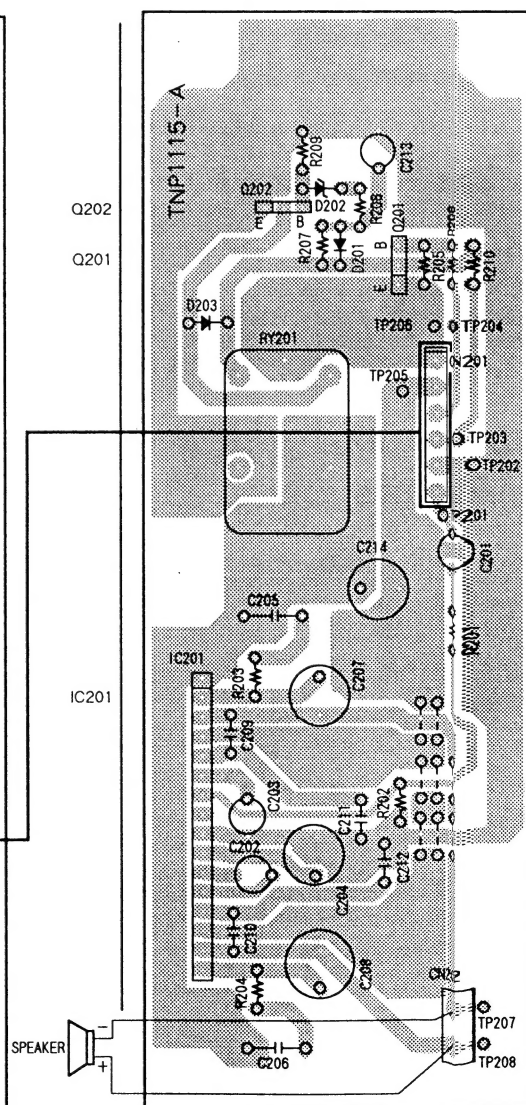 TNP1115-A
R209
C213
Q202
Q202
D202
R208
E
B
Q201
R207
D201
B
R206
Q201
R205
R210
E
D203
TP206
TP204
RY201
CN201
TP205
TP203
TP202
C214
C201
C205
R201
IC201
R203
C207
IC201
C209
C203
R202
C211
C202
C212
C204
C210
C208
R204
TP207
SPEAKER
-
+
TP208
C206